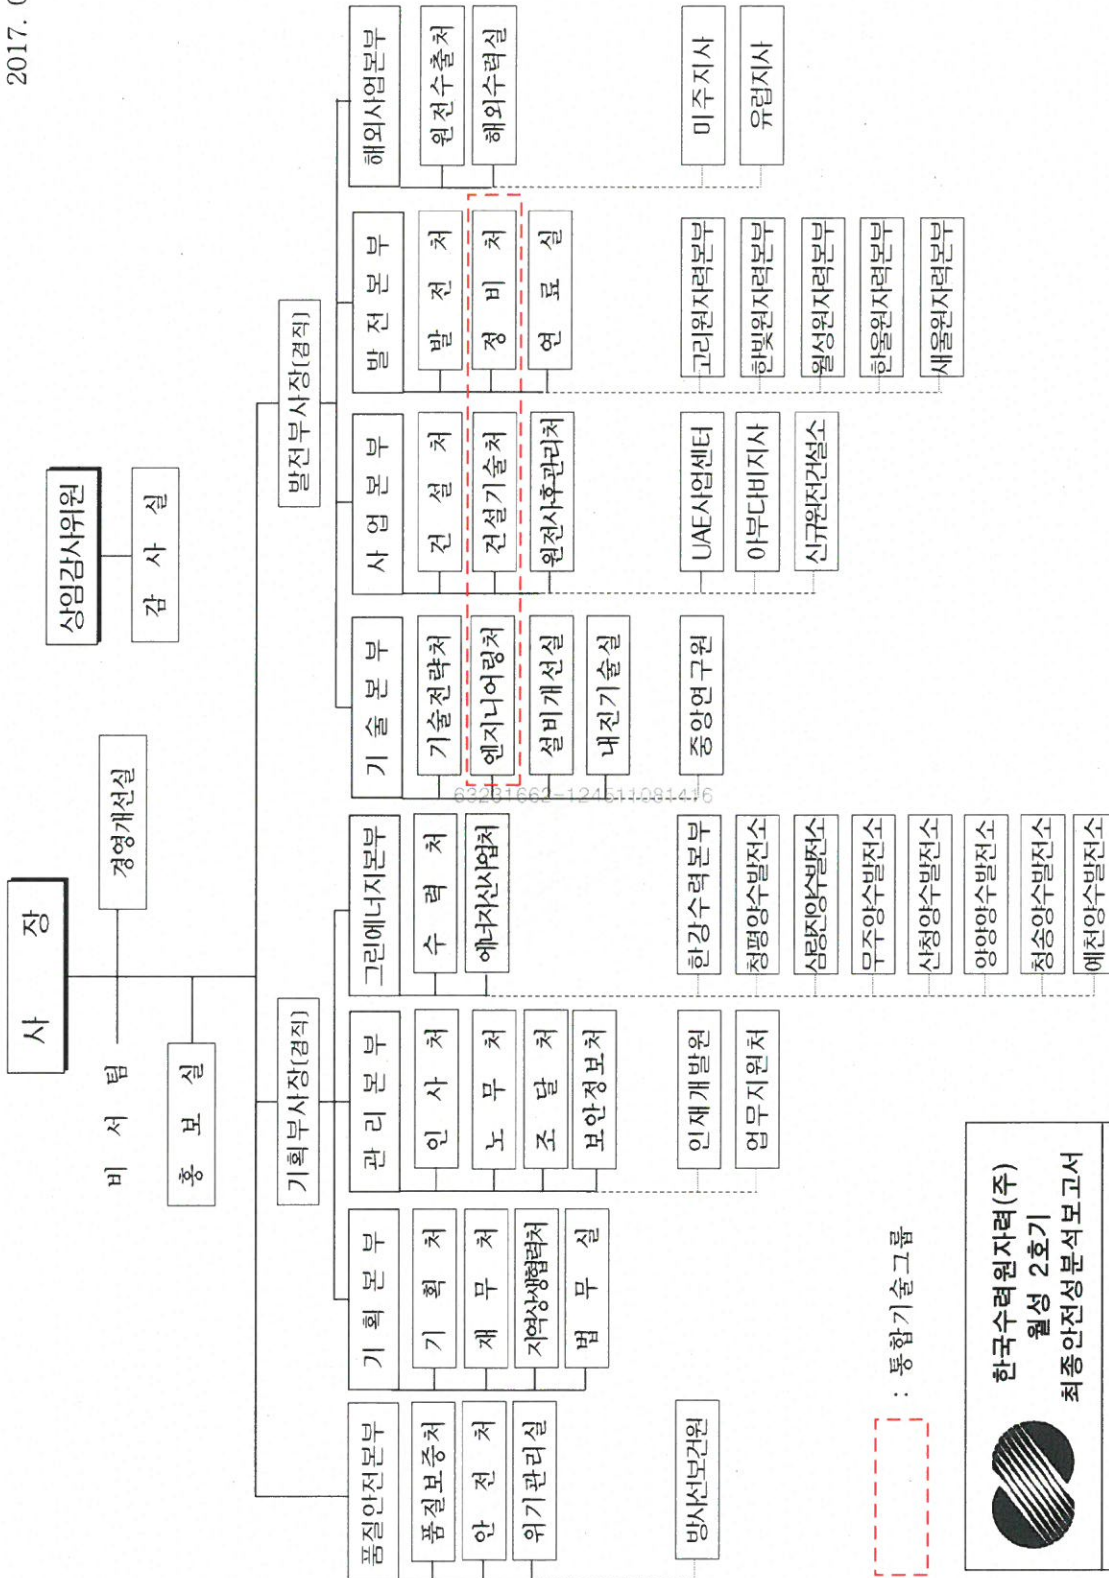 2017. 0
사 장
상임감사위원
감 사 실
비 서 팀
경영개선실
홍 보 실
기획부사장(겸직)
발전부사장(겸직)
품질안전본부
품질보증처
안 전 처
위기관리실
방사선보건원
기 획 본 부
기 획 처
재 무 처
지역상생협력처
법 무 실
관 리 본 부
인 사 처
노 무 처
조 달 처
보안정보처
인재개발원
업무지원처
그린에너지본부
수 력 처
에너지신사업처
한강수력본부
청평양수발전소
삼랑진양수발전소
무주양수발전소
산청양수발전소
양양양수발전소
청송양수발전소
예천양수발전소
기 술 본 부
기술전략처
엔지니어링처
설비개선실
내진기술실
중앙연구원
사 업 본 부
건 설 처
건설기술처
원전사후관리처
UAE사업센터
아부다비지사
신규원전건설소
발 전 본 부
발 전 처
정 비 처
연 료 실
고리원자력본부
한빛원자력본부
월성원자력본부
한울원자력본부
새울원자력본부
해외사업본부
원전수출처
해외수력실
미주지사
유럽지사
63231662-124511081416
: 통합기술그룹
한국수력원자력(주)
월성 2호기
최종안전성분석보고서